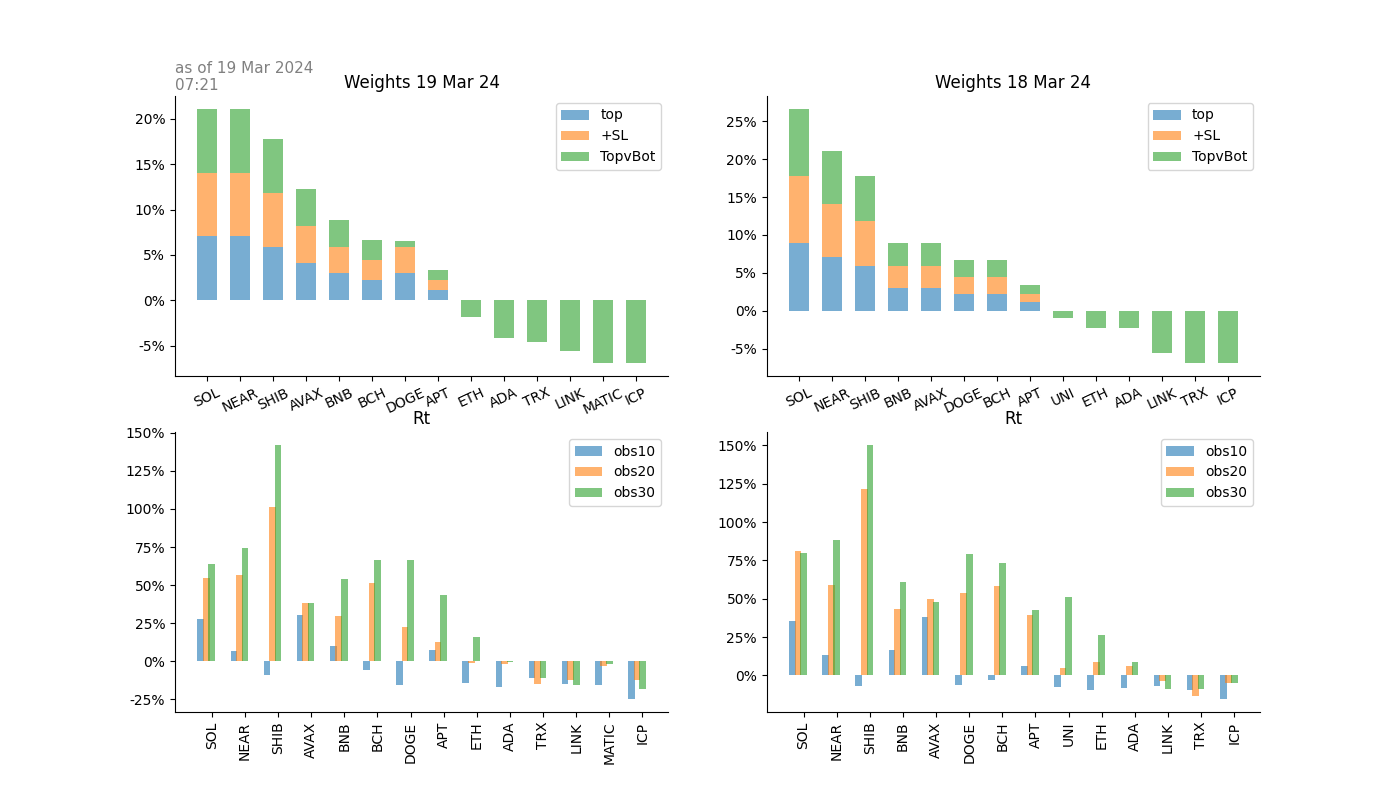 as of 19 Mar 2024
07:21
Weights 19 Mar 24
20%
15%
10%
5%
0%
-5%
top
+SL
TopvBot
SOL NEAR SHIB AVAX BNB BCH DOGE APT ETH ADA TRX LINK MATIC ICP
Weights 18 Mar 24
25%
20%
15%
10%
5%
0%
-5%
top
+SL
TopvBot
SOL NEAR SHIB BNB AVAX DOGE BCH APT UNI ETH ADA LINK TRX ICP
Rt
150%
125%
100%
75%
50%
25%
0%
-25%
obs10
obs20
obs30
SOL NEAR SHIB AVAX BNB BCH DOGE APT ETH ADA TRX LINK MATIC ICP
Rt
150%
125%
100%
75%
50%
25%
0%
obs10
obs20
obs30
SOL NEAR SHIB BNB AVAX DOGE BCH APT UNI ETH ADA LINK TRX ICP